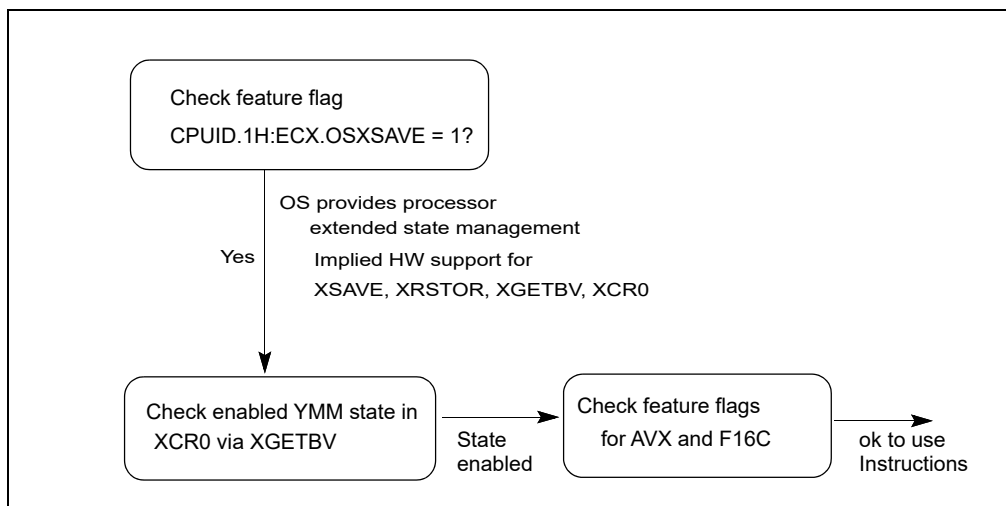 Check feature flag
CPUID.1H:ECX.OSXSAVE = 1?
OS provides processor
extended state management
Yes
Implied HW support for
XSAVE, XRSTOR, XGETBV, XCR0
Check enabled YMM state in
XCR0 via XGETBV
State
enabled
Check feature flags
for AVX and F16C
ok to use
Instructions